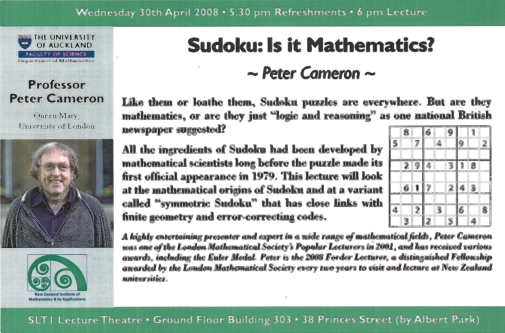 Wednesday 30th April 2008 • 5.30 pm Refreshments • 6 pm Lecture
THE UNIVERSITY
OF AUCKLAND
FACULTY OF SCIENCE
Department of Mathematics
Professor
Peter Cameron
Queen Mary,
University of London
New Zealand Institute of
Mathematics & its Applications
Sudoku: Is it Mathematics?
~ Peter Cameron ~
Like them or loathe them, Sudoku puzzles are everywhere. But are they
mathematics, or are they just "logic and reasoning" as one national British
newspaper suggested?
All the ingredients of Sudoku had been developed by
mathematical scientists long before the puzzle made its
first official appearance in 1979. This lecture will look
at the mathematical origins of Sudoku and at a variant
called "symmetric Sudoku" that has close links with
finite geometry and error-correcting codes.
8 6 9 1
5 7 4 9 2
2 9 4 3 1 8
6 1 7 2 4 3
4 2 3 6 8
3 2 5 4
A highly entertaining presenter and expert in a wide range of mathematical fields, Peter Cameron
was one of the London Mathematical Society's Popular Lecturers in 2001, and has received various
awards, including the Euler Medal. Peter is the 2008 Forder Lecturer, a distinguished Fellowship
awarded by the London Mathematical Society every two years to visit and lecture at New Zealand
universities.
SLT1 Lecture Theatre • Ground Floor Building 303 • 38 Princes Street (by Albert Park)